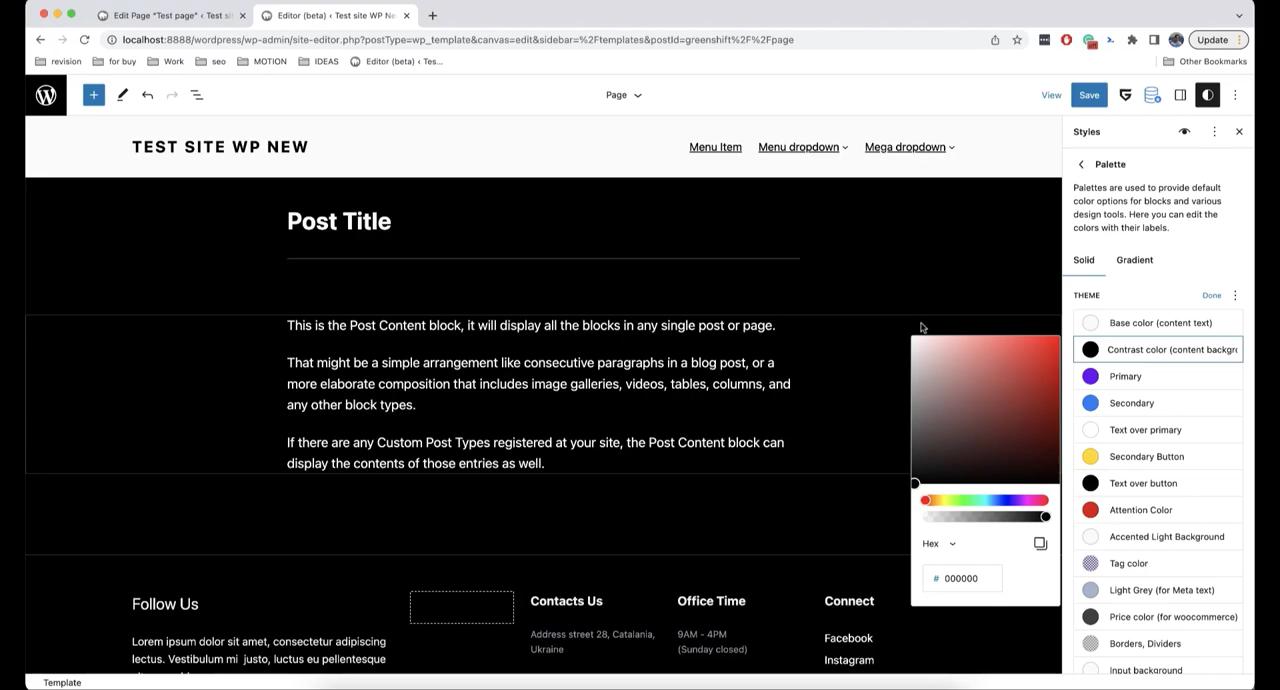 Edit Page "Test page" ‹ Test si
Editor (beta) ‹ Test site WP Ne
localhost:8888/wordpress/wp-admin/site-editor.php?postType=wp_template&canvas=edit&sidebar=%2Ftemplates&postId=greenshift%2F%2Fpage
Update
revision
for buy
Work
seo
MOTION
IDEAS
Editor (beta) ‹ Tes...
Other Bookmarks
Page
View
Save
TEST SITE WP NEW
Menu Item
Menu dropdown
Mega dropdown
Post Title
This is the Post Content block, it will display all the blocks in any single post or page.
That might be a simple arrangement like consecutive paragraphs in a blog post, or a
more elaborate composition that includes image galleries, videos, tables, columns, and
any other block types.
If there are any Custom Post Types registered at your site, the Post Content block can
display the contents of those entries as well.
Follow Us
Lorem ipsum dolor sit amet, consectetur adipiscing
lectus. Vestibulum mi justo, luctus eu pellentesque
Contacts Us
Address street 28, Catalania,
Ukraine
Office Time
9AM - 4PM
(Sunday closed)
Connect
Facebook
Instagram
Hex
# 000000
Styles
Palette
Palettes are used to provide default
color options for blocks and various
design tools. Here you can edit the
colors with their labels.
Solid
Gradient
THEME
Done
Base color (content text)
Contrast color (content backgro
Primary
Secondary
Text over primary
Secondary Button
Text over button
Attention Color
Accented Light Background
Tag color
Light Grey (for Meta text)
Price color (for woocommerce)
Borders, Dividers
Input background
Template